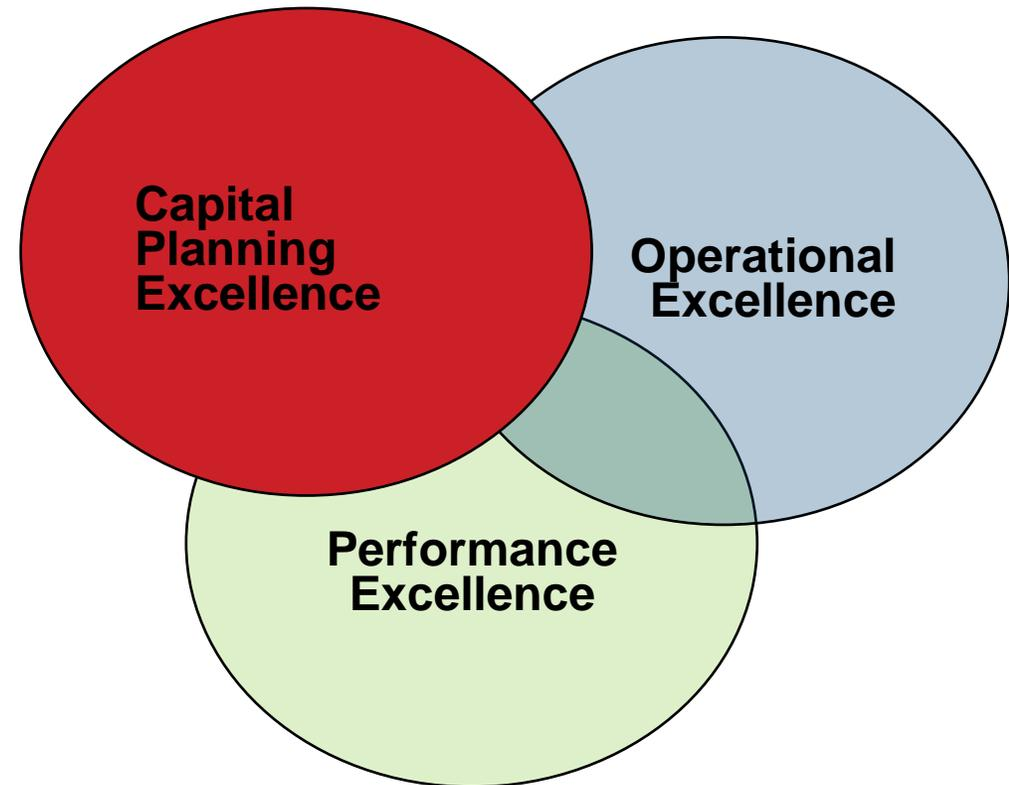 Capital
Planning
Excellence
Operational
Excellence
Performance
Excellence